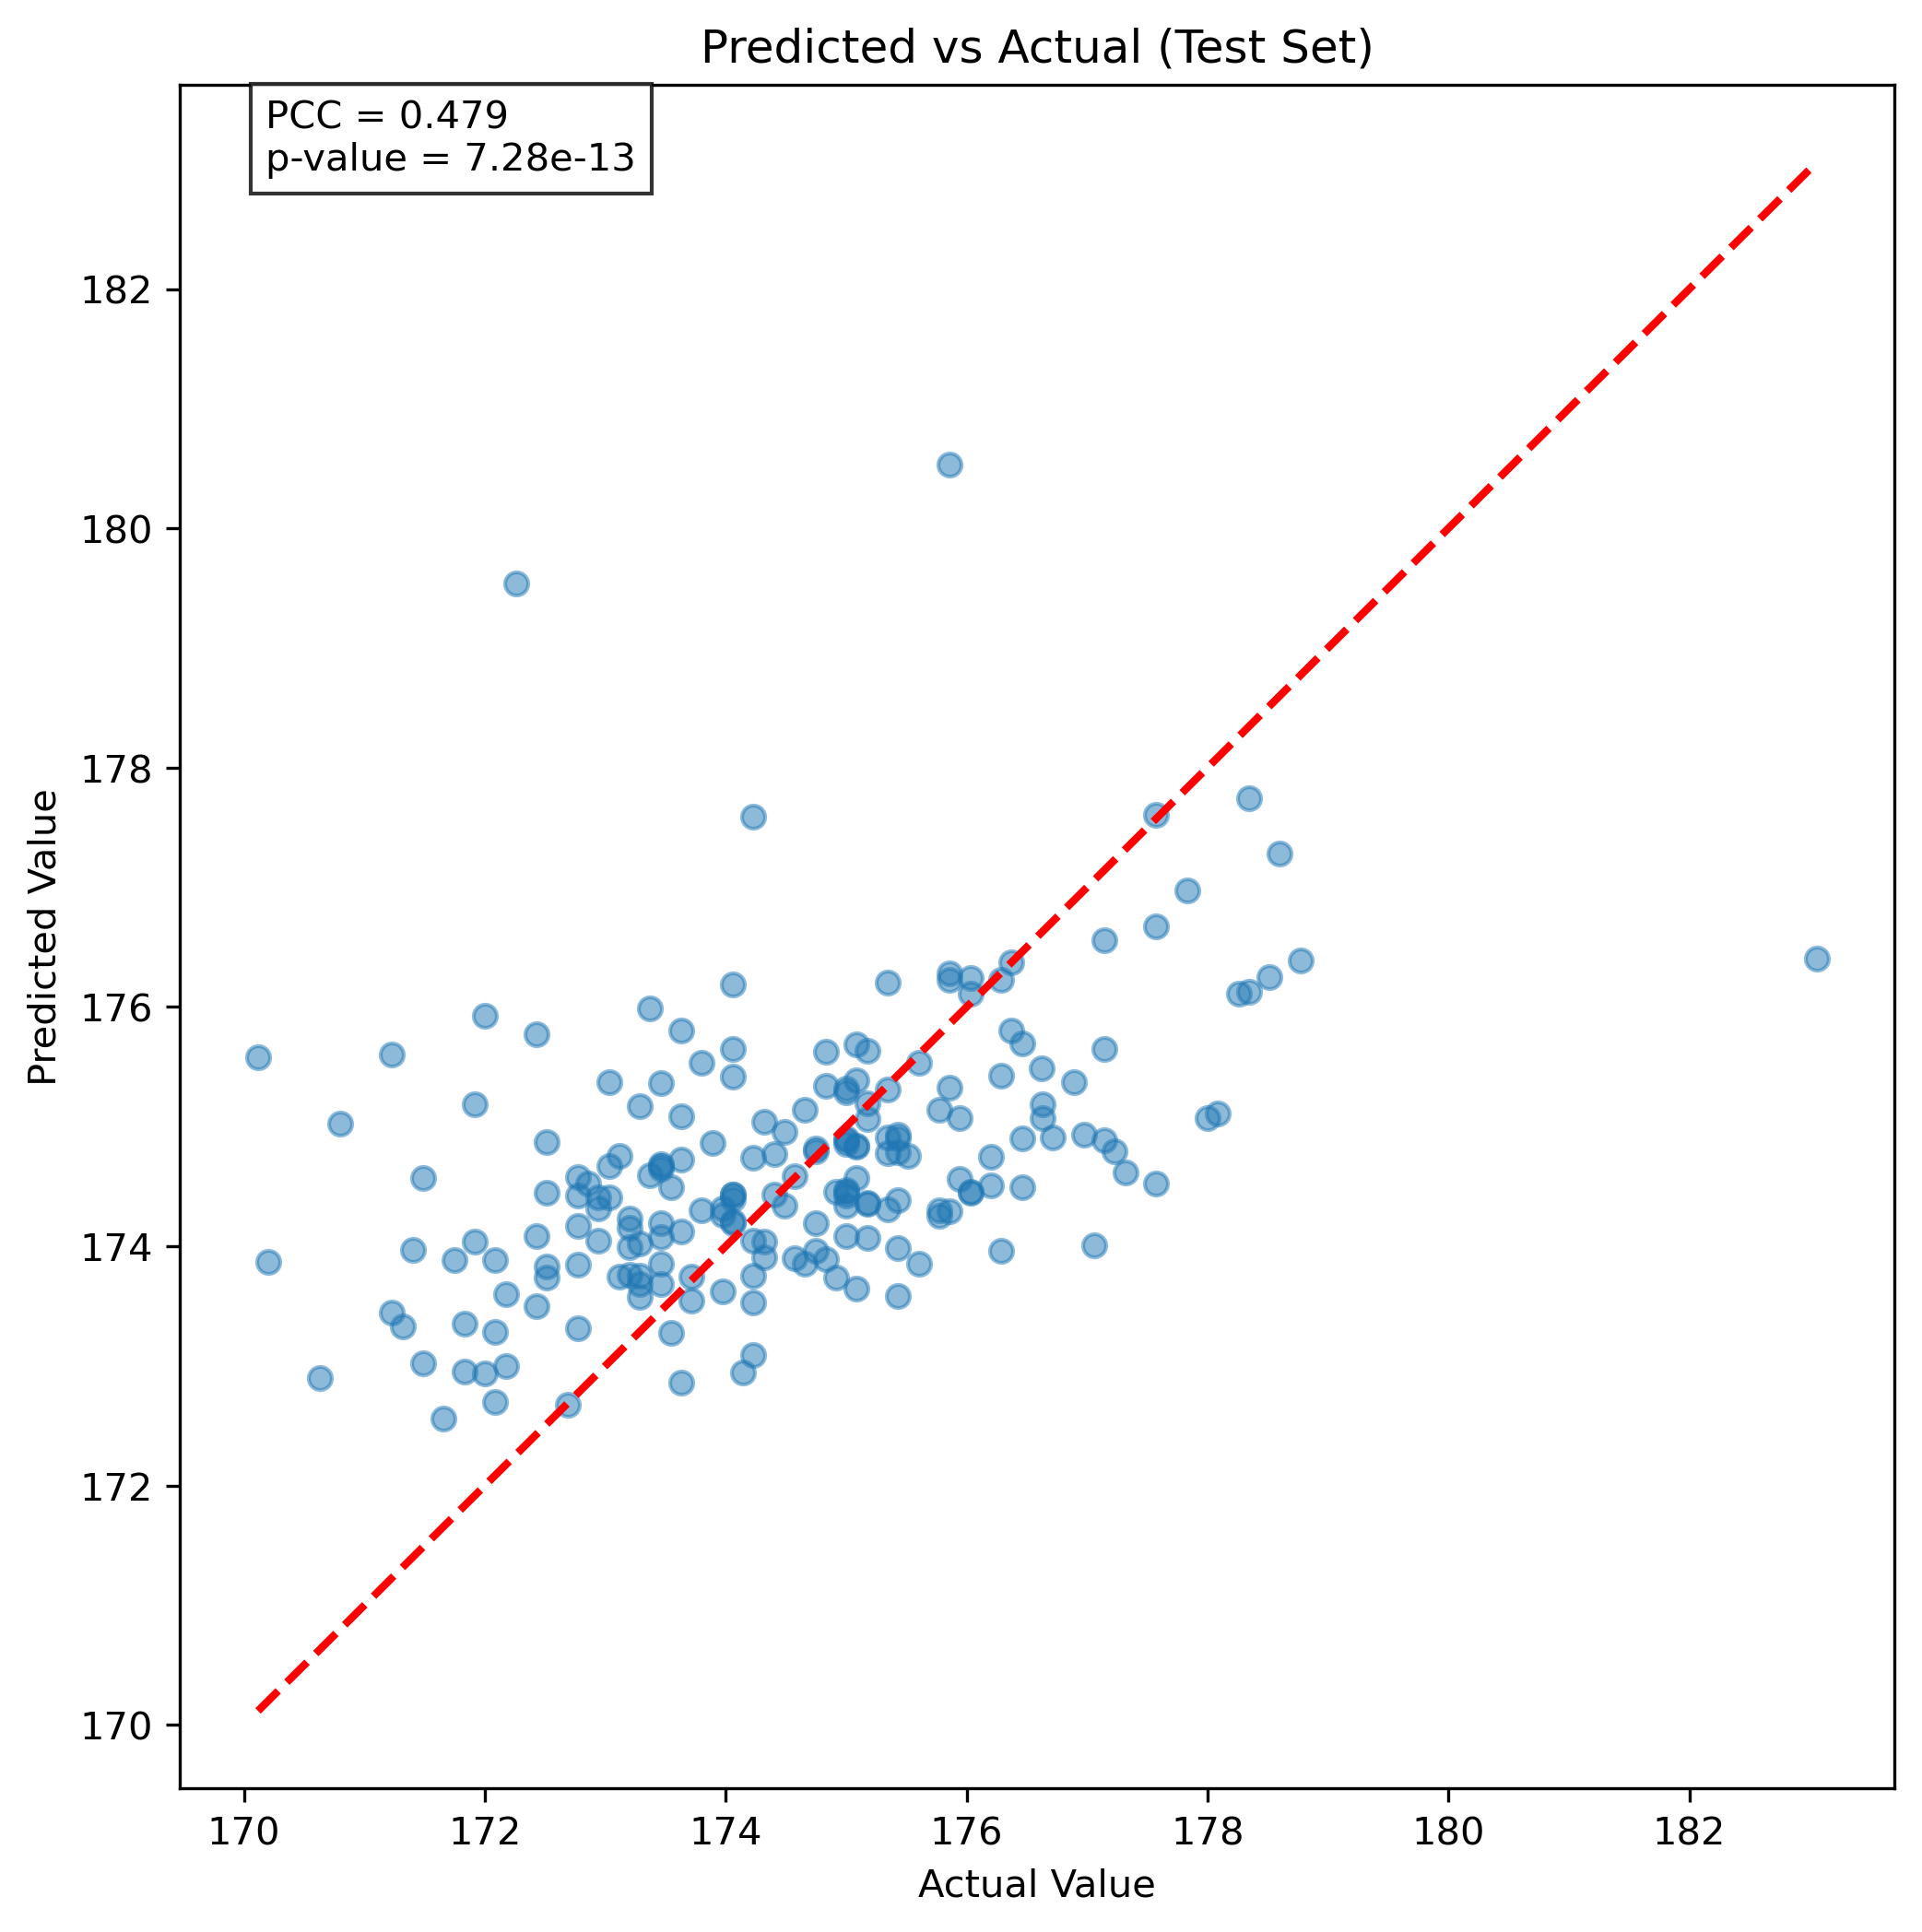 Predicted vs Actual (Test Set)
PCC = 0.479
p-value = 7.28e-13
Predicted Value
182
180
178
176
174
172
170
170 172 174 176 178 180 182
Actual Value